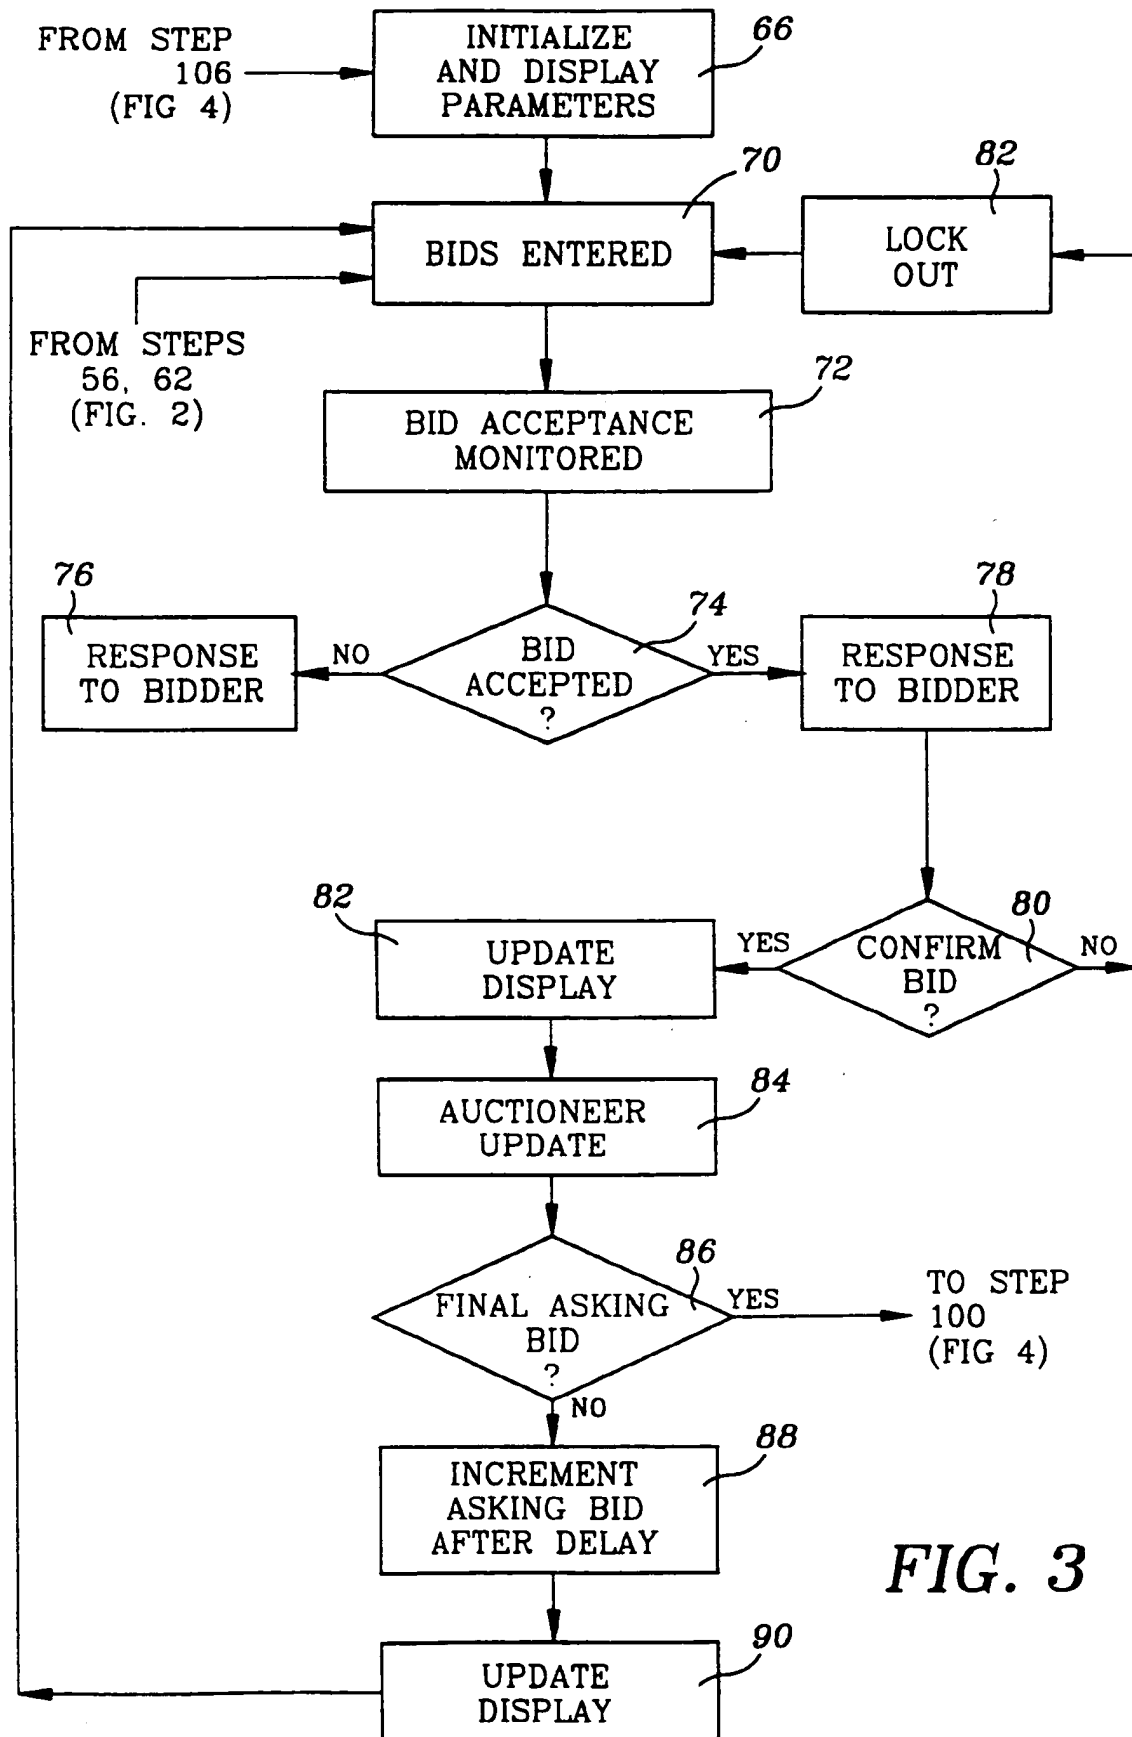 FROM STEP
106
(FIG 4)
INITIALIZE
AND DISPLAY
PARAMETERS
66
70
BIDS ENTERED
82
LOCK
OUT
FROM STEPS
56, 62
(FIG. 2)
72
BID ACCEPTANCE
MONITORED
76
RESPONSE
TO BIDDER
NO
74
BID
ACCEPTED
?
YES
78
RESPONSE
TO BIDDER
82
UPDATE
DISPLAY
YES
80
CONFIRM
BID
?
NO
84
AUCTIONEER
UPDATE
86
FINAL ASKING
BID
?
YES
TO STEP
100
(FIG 4)
NO
88
INCREMENT
ASKING BID
AFTER DELAY
FIG. 3
90
UPDATE
DISPLAY